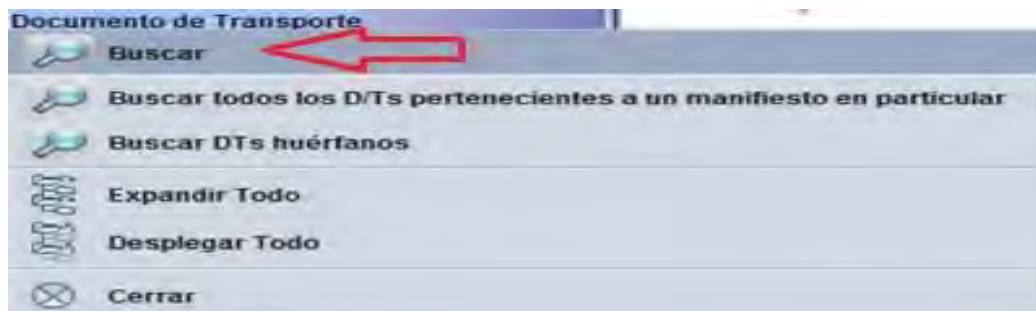 Documento de Transporte
Buscar
Buscar todos los D/Ts pertenecientes a un manifiesto en particular
Buscar DTs huérfanos
Expandir Todo
Desplegar Todo
Cerrar